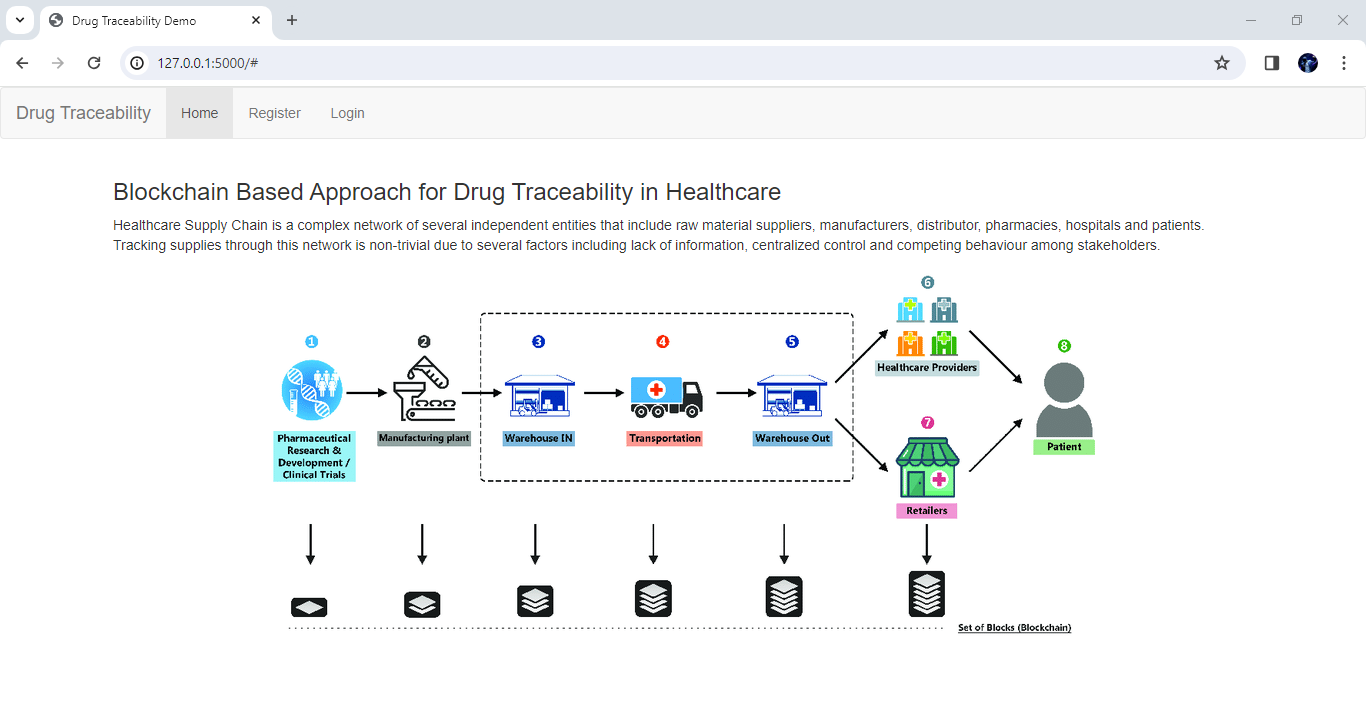 Drug Traceability Demo
127.0.0.1:5000/#
Drug Traceability Home Register Login
Blockchain Based Approach for Drug Traceability in Healthcare
Healthcare Supply Chain is a complex network of several independent entities that include raw material suppliers, manufacturers, distributor, pharmacies, hospitals and patients.
Tracking supplies through this network is non-trivial due to several factors including lack of information, centralized control and competing behaviour among stakeholders.
1
Pharmaceutical
Research &
Development /
Clinical Trials
2
Manufacturing plant
3
Warehouse IN
4
Transportation
5
Warehouse Out
6
Healthcare Providers
7
Retailers
8
Patient
Set of Blocks (Blockchain)